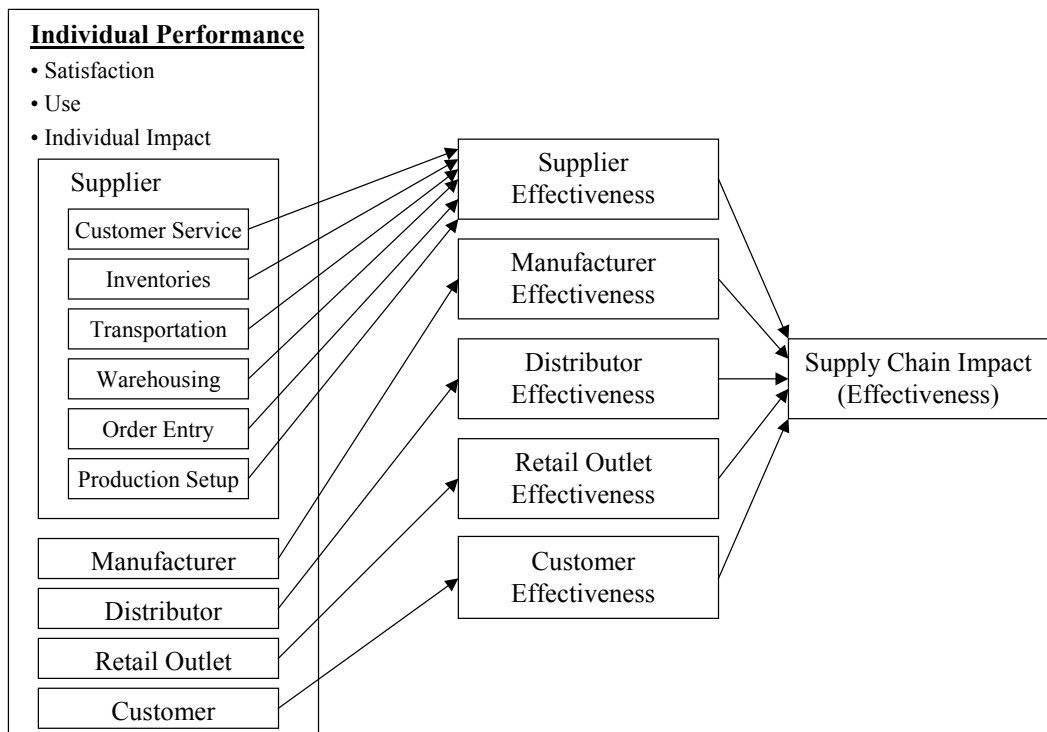 Individual Performance
• Satisfaction
• Use
• Individual Impact
Supplier
Customer Service
Inventories
Transportation
Warehousing
Order Entry
Production Setup
Manufacturer
Distributor
Retail Outlet
Customer
Supplier
Effectiveness
Manufacturer
Effectiveness
Distributor
Effectiveness
Retail Outlet
Effectiveness
Customer
Effectiveness
Supply Chain Impact
(Effectiveness)